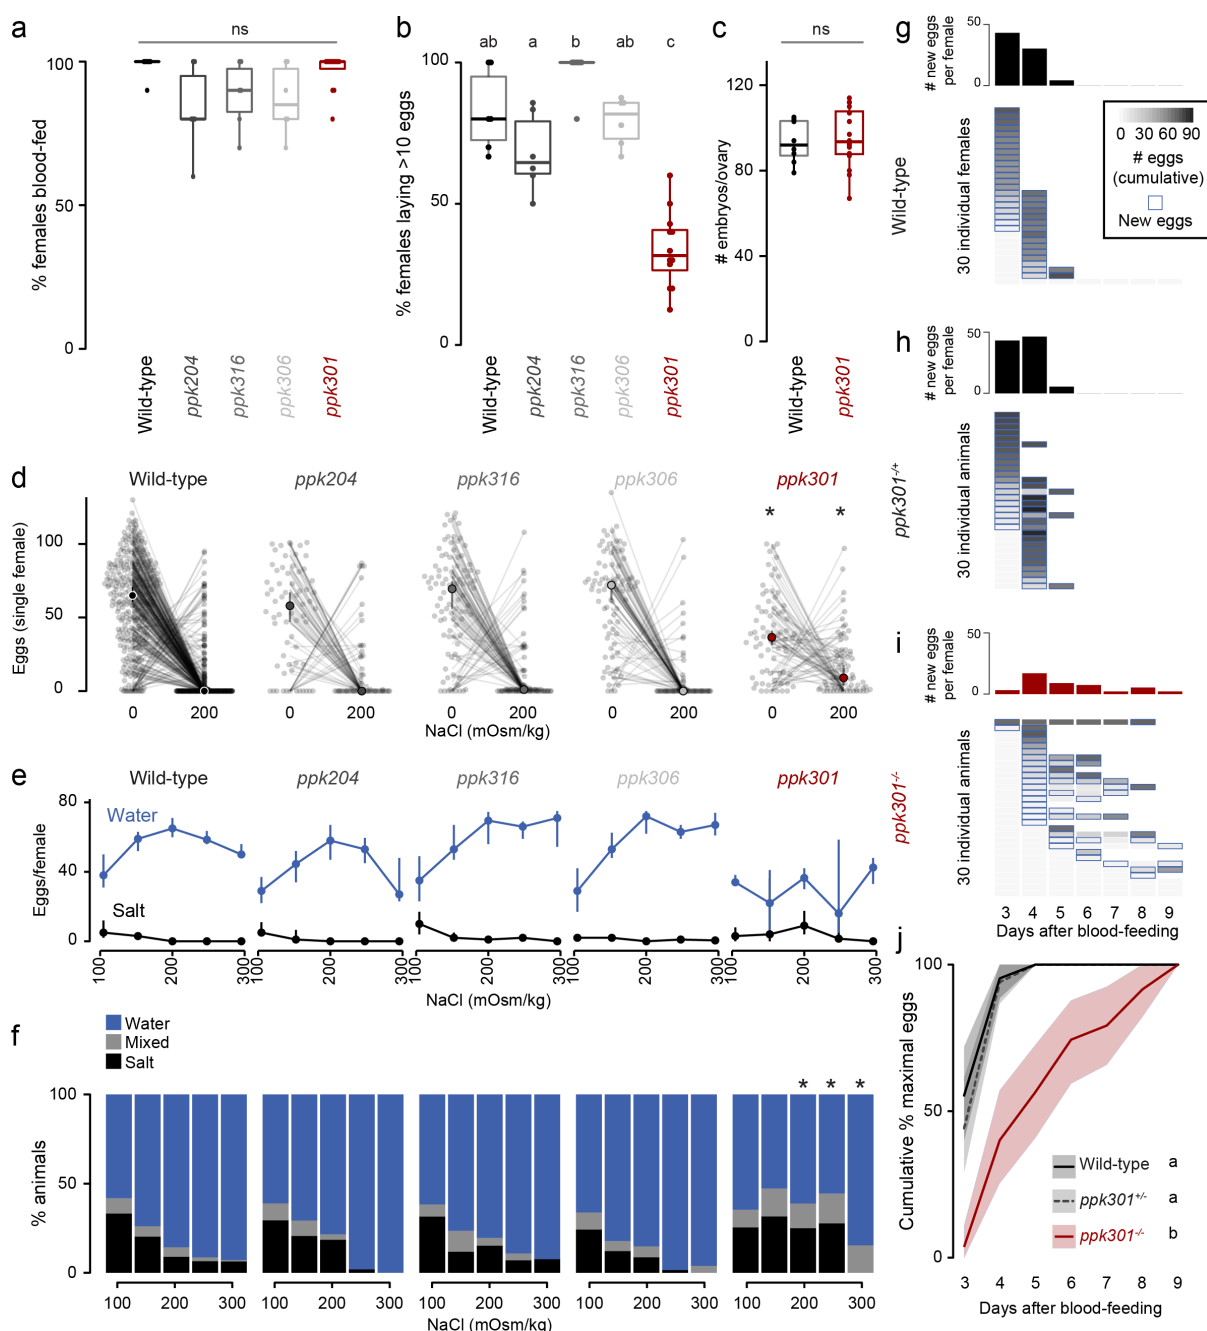 a
ns
% females blood-fed
100
50
0
Wild-type
ppk204
ppk316
ppk306
ppk301
b
ab
a
b
ab
c
% females laying >10 eggs
100
50
0
Wild-type
ppk204
ppk316
ppk306
ppk301
c
ns
# embryos/ovary
120
80
40
0
Wild-type
ppk301
d
Wild-type
ppk204
ppk316
ppk306
ppk301
* *
Eggs (single female)
100
50
0
0 200
0 200
0 200
0 200
0 200
NaCl (mOsm/kg)
e
Wild-type
ppk204
ppk316
ppk306
ppk301
Eggs/female
80
40
0
Water
Salt
100 200 300
100 200 300
100 200 300
100 200 300
100 200 300
NaCl (mOsm/kg)
f
Water
Mixed
Salt
% animals
100
50
0
* * *
100 200 300
100 200 300
100 200 300
100 200 300
100 200 300
NaCl (mOsm/kg)
g
Wild-type
# new eggs
per female
50
0
30 individual females
0 30 60 90
# eggs
(cumulative)
New eggs
h
ppk301-/+
# new eggs
per female
50
0
30 individual animals
i
ppk301-/-
# new eggs
per female
50
0
30 individual animals
3 4 5 6 7 8 9
Days after blood-feeding
j
Cumulative % maximal eggs
100
50
0
Wild-type a
ppk301+/- a
ppk301-/- b
3 4 5 6 7 8 9
Days after blood-feeding